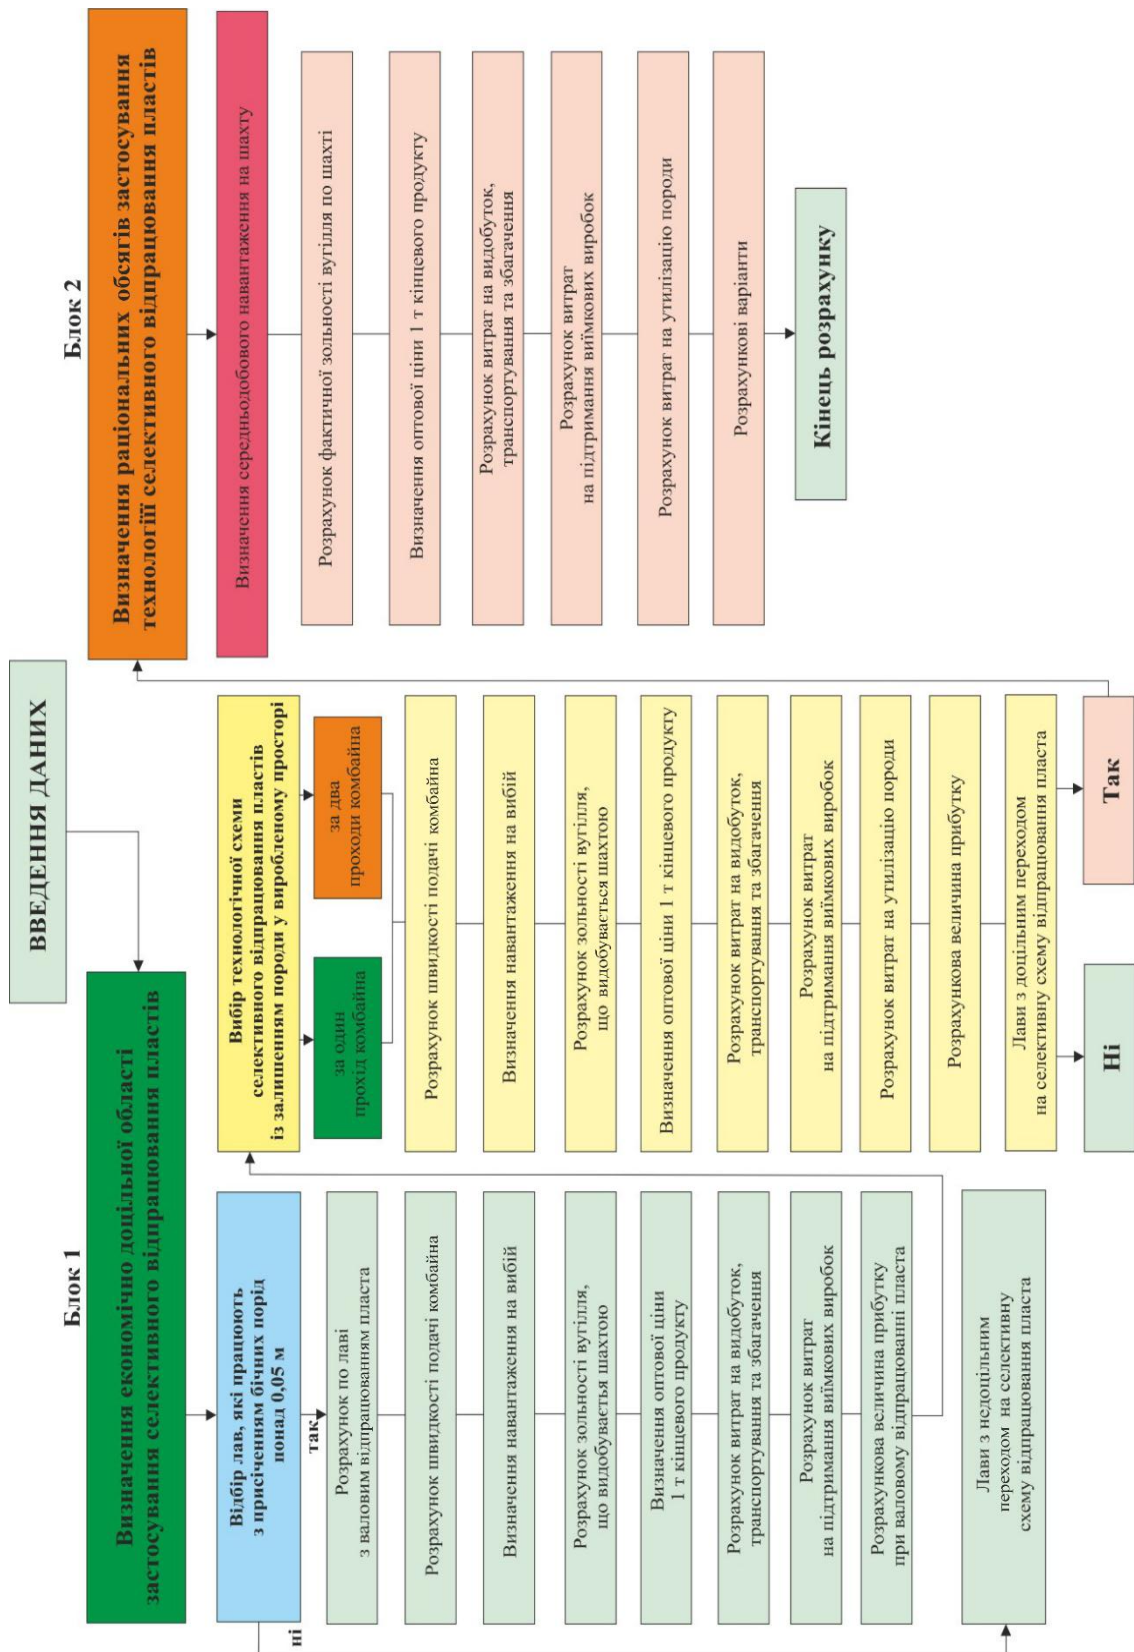 ВВЕДЕННЯ ДАНИХ
Блок 1
Визначення економічно доцільної області
застосування селективного відпрацювання пластів
Відбір лав, які працюють
з присіченням бічних порід
понад 0,05 м
ні
так
Розрахунок по лаві
з валовим відпрацюванням пласта
Розрахунок швидкості подачі комбайна
Визначення навантаження на вибій
Розрахунок зольності вугілля,
що видобувається шахтою
Визначення оптової ціни
1 т кінцевого продукту
Розрахунок витрат на видобуток,
транспортування та збагачення
Розрахунок витрат
на підтримання виїмкових виробок
Розрахункова величина прибутку
при валовому відпрацюванні пласта
Лави з недоцільним
переходом на селективну
схему відпрацювання пласта
Вибір технологічної схеми
селективного відпрацювання пластів
із залишенням породи у виробленому просторі
за один
прохід комбайна
за два
проходи комбайна
Розрахунок швидкості подачі комбайна
Визначення навантаження на вибій
Розрахунок зольності вугілля,
що видобувається шахтою
Визначення оптової ціни 1 т кінцевого продукту
Розрахунок витрат на видобуток,
транспортування та збагачення
Розрахунок витрат
на підтримання виїмкових виробок
Розрахунок витрат на утилізацію породи
Розрахункова величина прибутку
Лави з доцільним переходом
на селективну схему відпрацювання пласта
Ні
Так
Блок 2
Визначення раціональних обсягів застосування
технологіїї селективного відпрацювання пластів
Визначення середньодобового навантаження на шахту
Розрахунок фактичної зольності вугілля по шахті
Визначення оптової ціни 1 т кінцевого продукту
Розрахунок витрат на видобуток,
транспортування та збагачення
Розрахунок витрат
на підтримання виїмкових виробок
Розрахунок витрат на утилізацію породи
Розрахункові варіанти
Кінець розрахунку